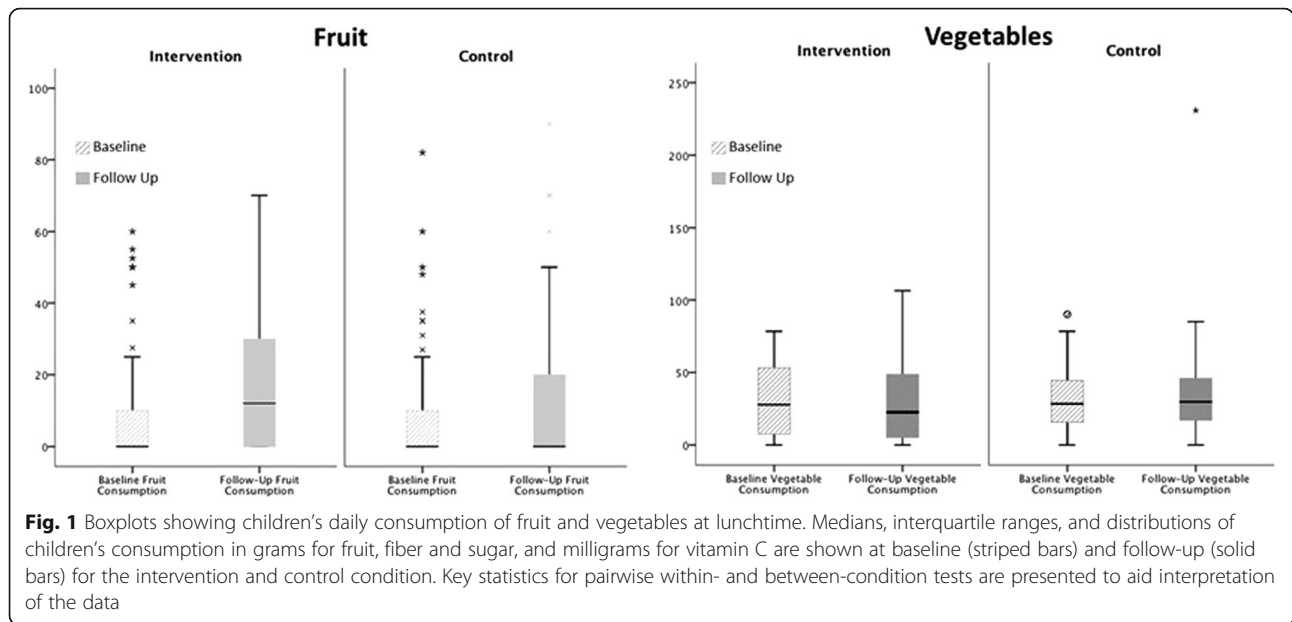 Fruit
Intervention
Control
100
80
60
40
20
0
Baseline
Follow Up
Baseline Fruit
Consumption
Follow-Up Fruit
Consumption
Baseline Fruit
Consumption
Follow-Up Fruit
Consumption
Vegetables
Intervention
Control
250
200
150
100
50
0
Baseline
Follow Up
Baseline Vegetable
Consumption
Follow-Up Vegetable
Consumption
Baseline Vegetable
Consumption
Follow-Up Vegetable
Consumption
Fig. 1 Boxplots showing children's daily consumption of fruit and vegetables at lunchtime. Medians, interquartile ranges, and distributions of
children's consumption in grams for fruit, fiber and sugar, and milligrams for vitamin C are shown at baseline (striped bars) and follow-up (solid
bars) for the intervention and control condition. Key statistics for pairwise within- and between-condition tests are presented to aid interpretation
of the data